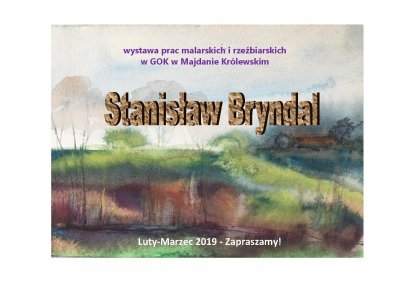 wystawa prac malarskich i rzeźbiarskich
w GOK w Majdanie Królewskim
Stanisław Bryndal
Luty-Marzec 2019 - Zapraszamy!